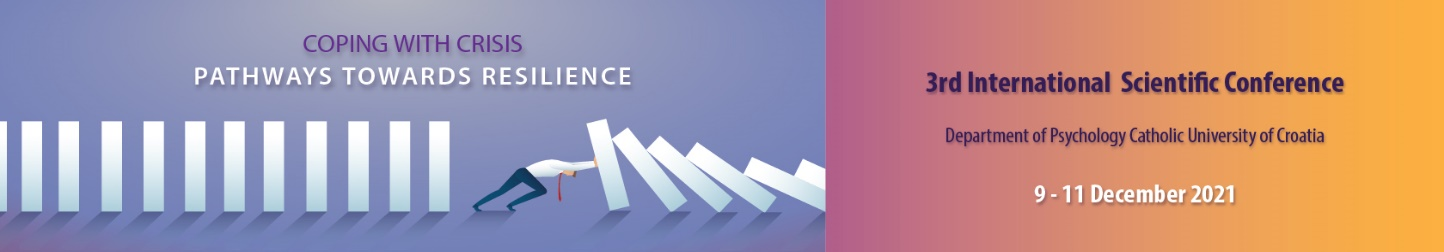 COPING WITH CRISIS
PATHWAYS TOWARDS RESILIENCE
3rd International Scientific Conference
Department of Psychology Catholic University of Croatia
9 - 11 December 2021